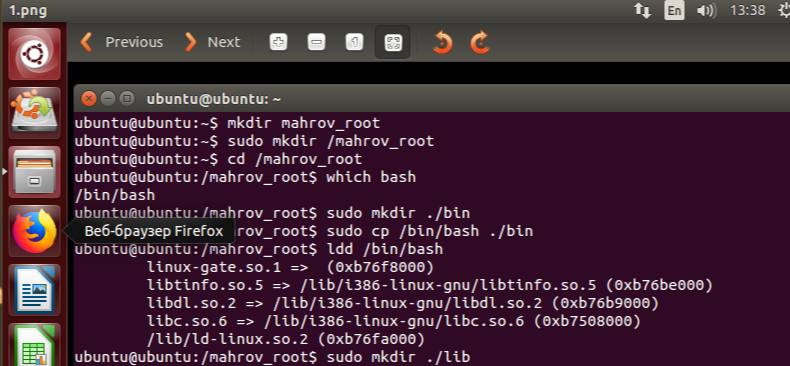 1.png
En
13:38
Previous
Next
1
ubuntu@ubuntu: ~
ubuntu@ubuntu:~$ mkdir mahrov_root
ubuntu@ubuntu:~$ sudo mkdir /mahrov_root
ubuntu@ubuntu:~$ cd /mahrov_root
ubuntu@ubuntu:/mahrov_root$ which bash
/bin/bash
ubuntu@ubuntu:/mahrov_root$ sudo mkdir ./bin
Веб-браузер Firefox
ahrov_root$ sudo cp /bin/bash ./bin
ubuntu@ubuntu:/mahrov_root$ ldd /bin/bash
linux-gate.so.1 =>  (0xb76f8000)
libtinfo.so.5 => /lib/i386-linux-gnu/libtinfo.so.5 (0xb76be000)
libdl.so.2 => /lib/i386-linux-gnu/libdl.so.2 (0xb76b9000)
libc.so.6 => /lib/i386-linux-gnu/libc.so.6 (0xb7508000)
/lib/ld-linux.so.2 (0xb76fa000)
ubuntu@ubuntu:/mahrov_root$ sudo mkdir ./lib